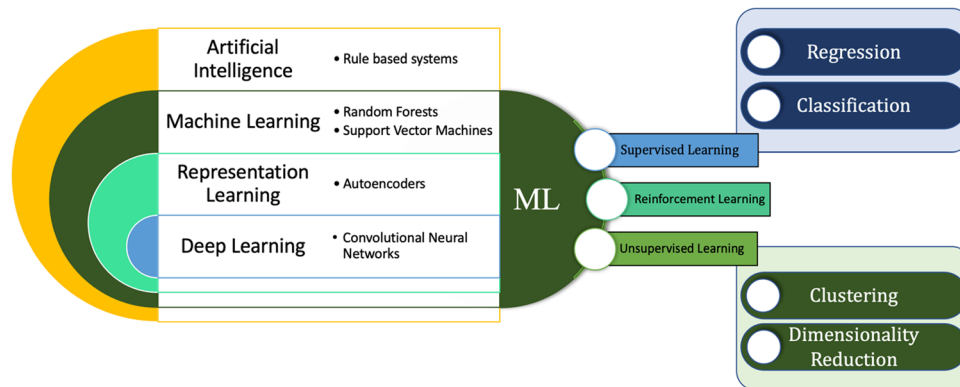 Artificial
Intelligence
• Rule based systems
Machine Learning
• Random Forests
• Support Vector Machines
Representation
Learning
• Autoencoders
Deep Learning
• Convolutional Neural
Networks
ML
Supervised Learning
Reinforcement Learning
Unsupervised Learning
Regression
Classification
Clustering
Dimensionality
Reduction